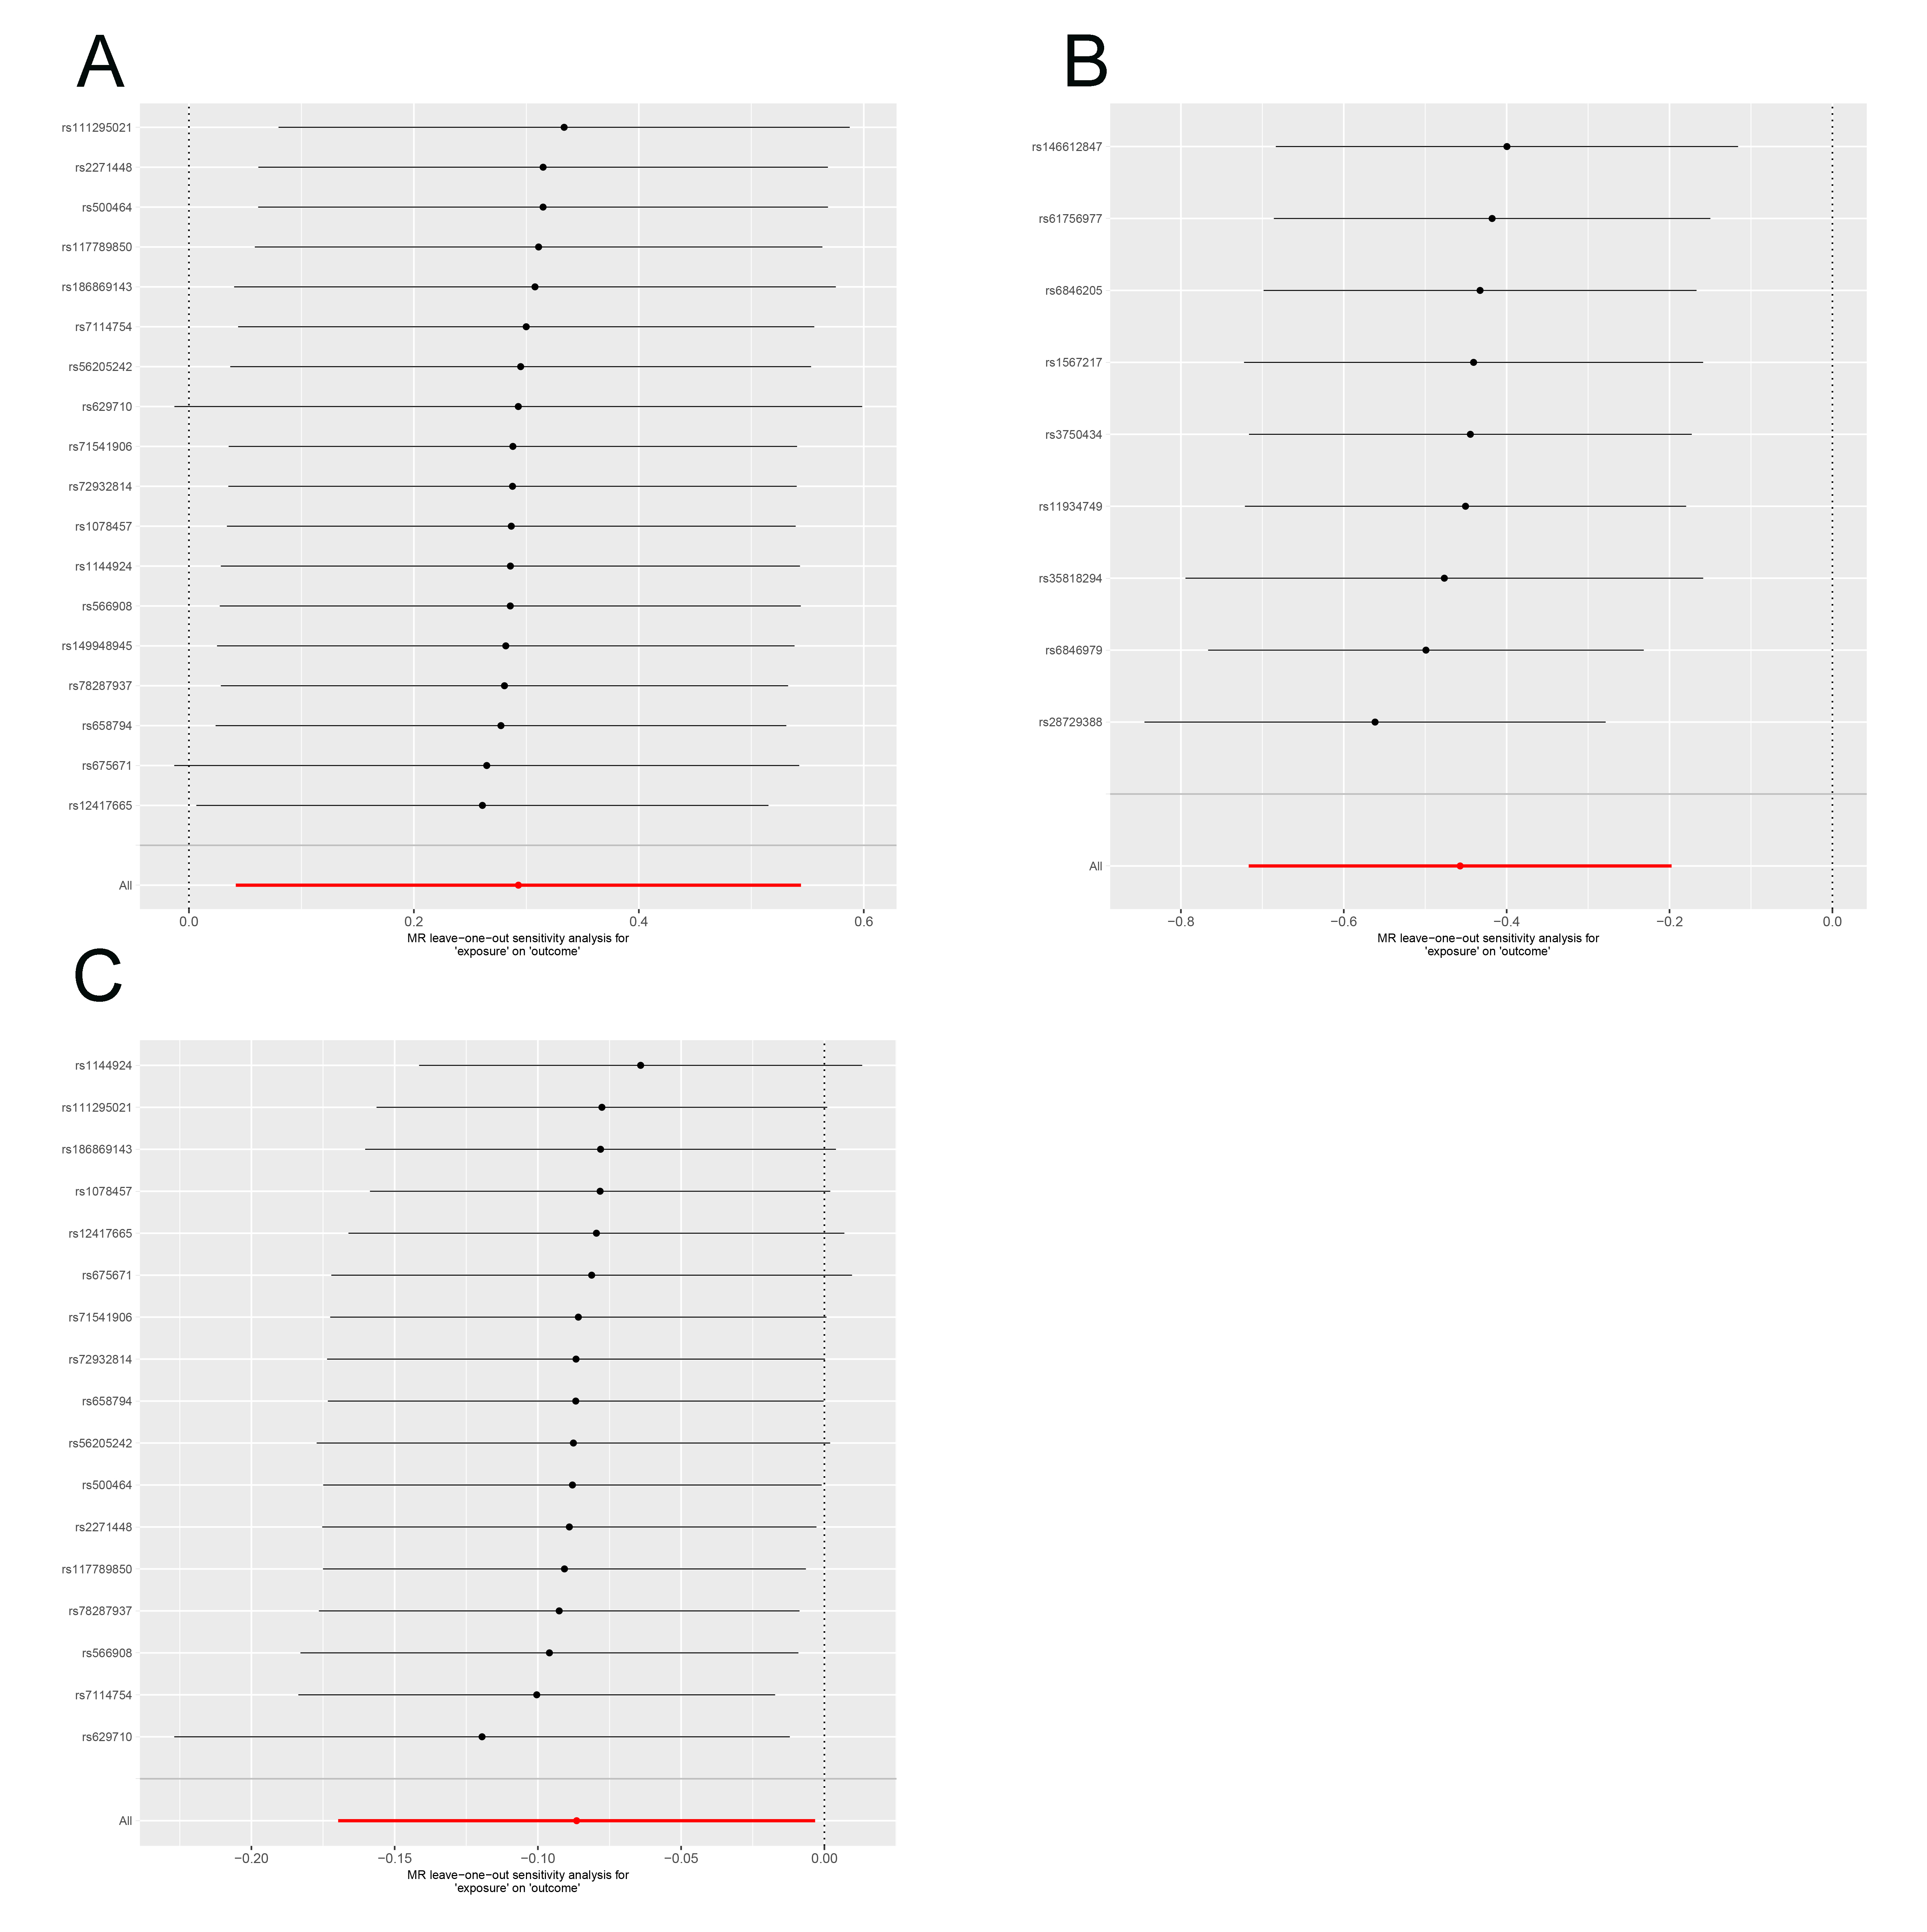 A
rs111295021
rs2271448
rs500464
rs117789850
rs186869143
rs7114754
rs56205242
rs629710
rs71541906
rs72932814
rs1078457
rs1144924
rs566908
rs149948945
rs78287937
rs658794
rs675671
rs12417665
All
0.0 0.2 0.4 0.6
MR leave−one−out sensitivity analysis for
'exposure' on 'outcome'
B
rs146612847
rs61756977
rs6846205
rs1567217
rs3750434
rs11934749
rs35818294
rs6846979
rs28729388
All
−0.8 −0.6 −0.4 −0.2 0.0
MR leave−one−out sensitivity analysis for
'exposure' on 'outcome'
C
rs1144924
rs111295021
rs186869143
rs1078457
rs12417665
rs675671
rs71541906
rs72932814
rs658794
rs56205242
rs500464
rs2271448
rs117789850
rs78287937
rs566908
rs7114754
rs629710
All
−0.20 −0.15 −0.10 −0.05 0.00
MR leave−one−out sensitivity analysis for
'exposure' on 'outcome'